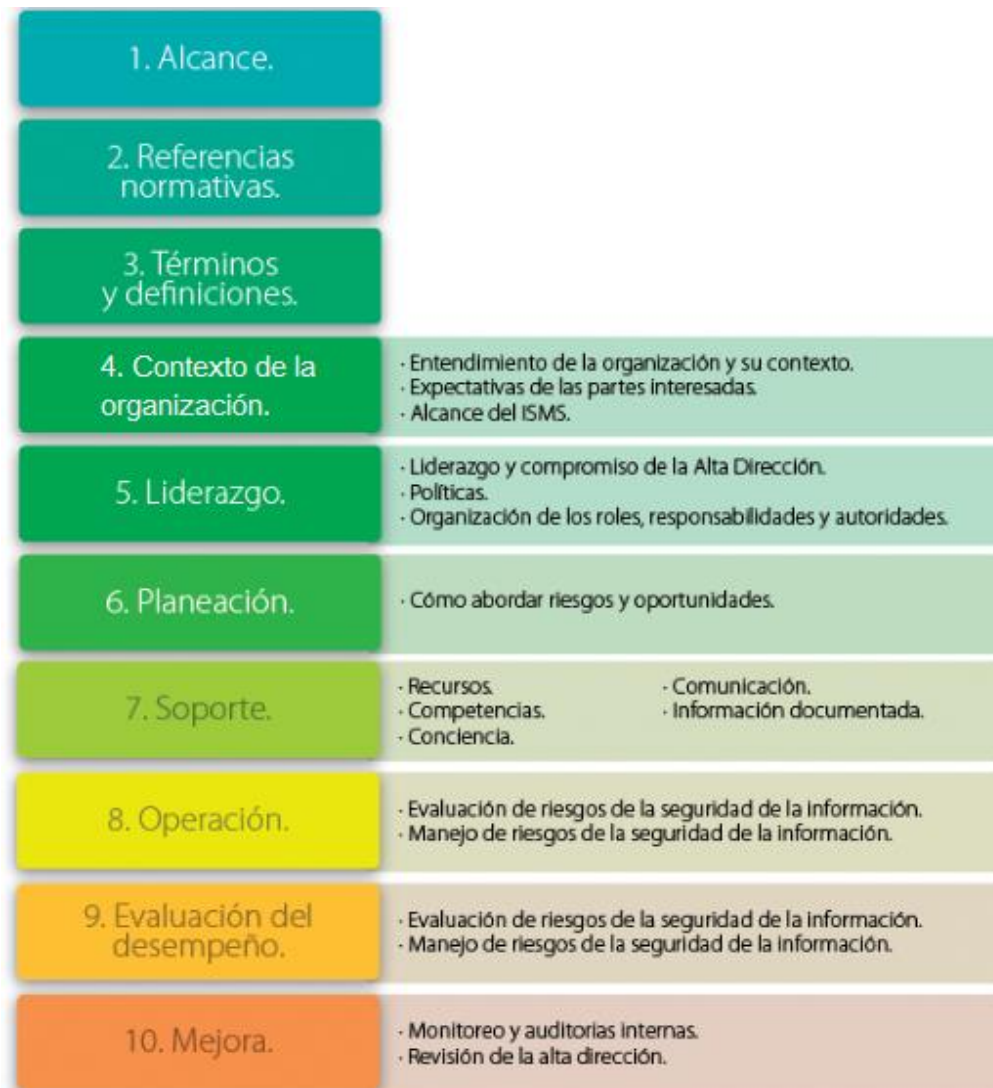 1. Alcance.
2. Referencias
normativas.
3. Términos
y definiciones.
4. Contexto de la
organización.
· Entendimiento de la organización y su contexto.
· Expectativas de las partes interesadas.
· Alcance del ISMS.
5. Liderazgo.
· Liderazgo y compromiso de la Alta Dirección.
· Políticas.
· Organización de los roles, responsabilidades y autoridades.
6. Planeación.
· Cómo abordar riesgos y oportunidades.
7. Soporte.
· Recursos.
· Competencias.
· Conciencia.
· Comunicación.
· Información documentada.
8. Operación.
· Evaluación de riesgos de la seguridad de la información.
· Manejo de riesgos de la seguridad de la información.
9. Evaluación del
desempeño.
· Evaluación de riesgos de la seguridad de la información.
· Manejo de riesgos de la seguridad de la información.
10. Mejora.
· Monitoreo y auditorias internas.
· Revisión de la alta dirección.